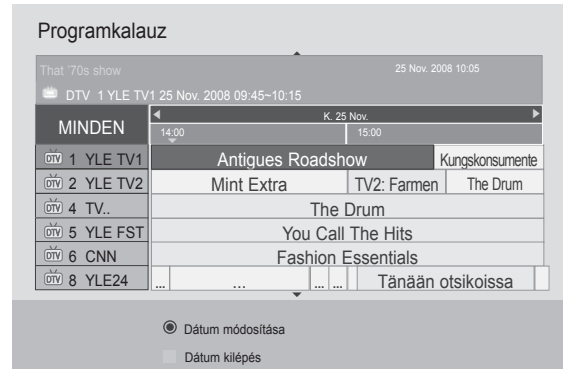 Programkalauz
That '70s show 25 Nov. 2008 10:05
DTV 1 YLE TV1 25 Nov. 2008 09:45~10:15
MINDEN K. 25 Nov.
14:00 15:00
DTV 1 YLE TV1 Antigues Roadshow Kungskonsumente
DTV 2 YLE TV2 Mint Extra TV2: Farmen The Drum
DTV 4 TV.. The Drum
DTV 5 YLE FST You Call The Hits
DTV 6 CNN Fashion Essentials
DTV 8 YLE24 ... ... ... ... Tänään otsikoissa
Dátum módosítása
Dátum kilépés